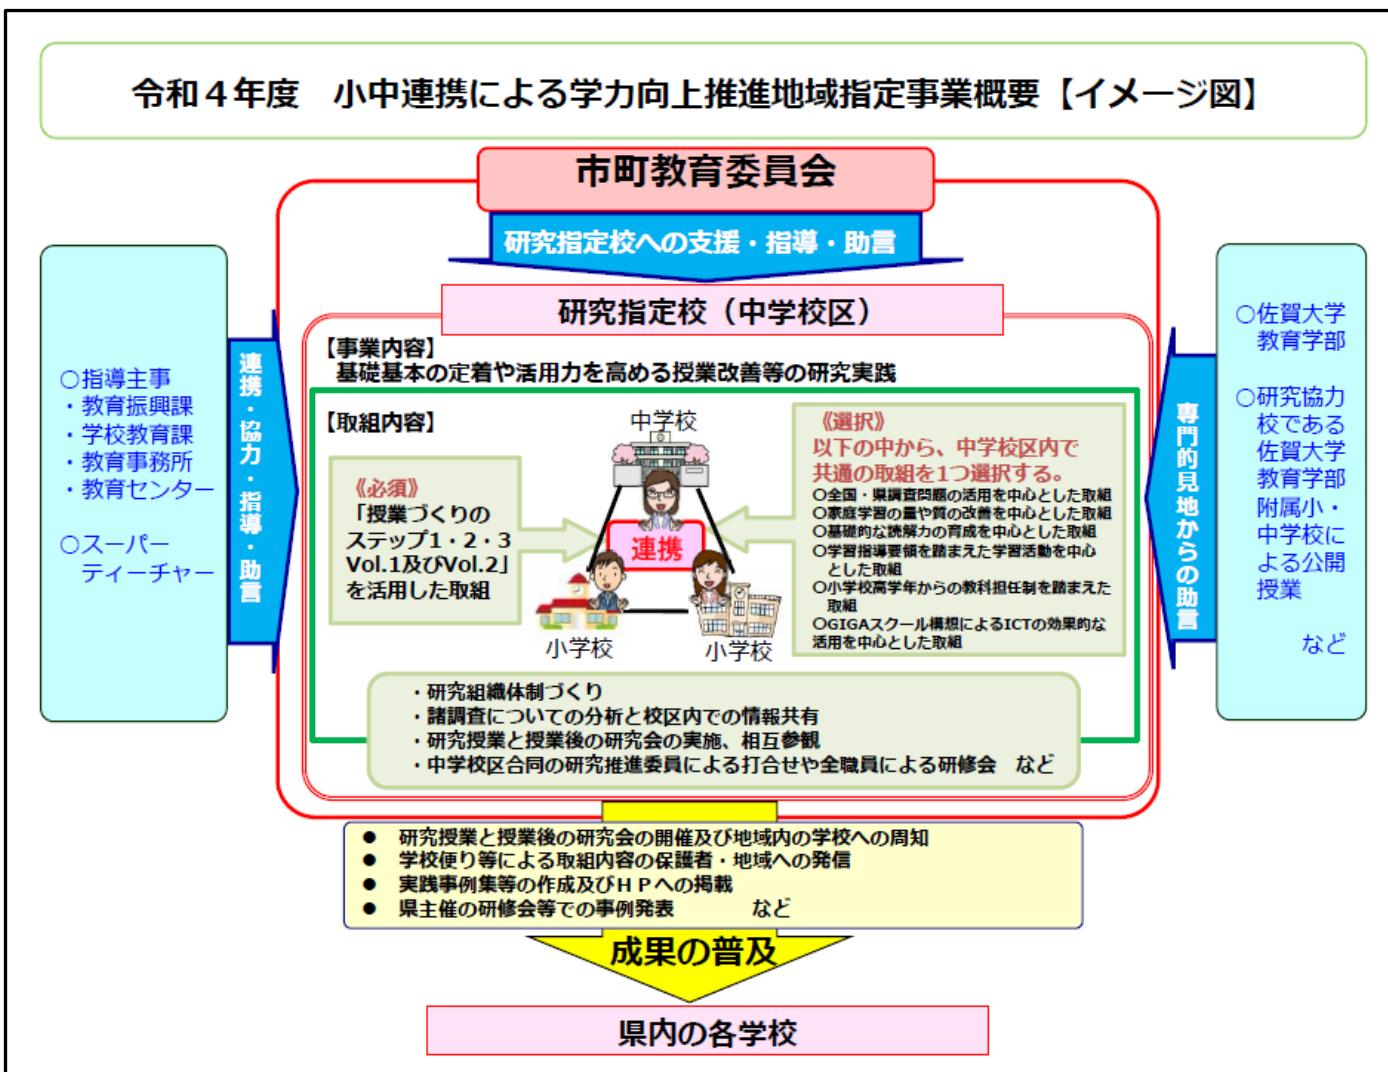 令和４年度　小中連携による学力向上推進地域指定事業概要【イメージ図】
市町教育委員会
研究指定校への支援・指導・助言
研究指定校（中学校区）
【事業内容】
基礎基本の定着や活用力を高める授業改善等の研究実践
【取組内容】
○指導主事
・教育振興課
・学校教育課
・教育事務所
・教育センター
○スーパー
ティーチャー
連携・協力・指導・助言
《必須》
「授業づくりの
ステップ1・2・3
Vol.1及びVol.2」
を活用した取組
中学校
連携
小学校
小学校
《選択》
以下の中から、中学校区内で
共通の取組を1つ選択する。
○全国・県調査問題の活用を中心とした取組
○家庭学習の量や質の改善を中心とした取組
○基礎的な読解力の育成を中心とした取組
○学習指導要領を踏まえた学習活動を中心
とした取組
○小学校高学年からの教科担任制を踏まえた
取組
○GIGAスクール構想によるICTの効果的な
活用を中心とした取組
専門的見地からの助言
○佐賀大学
教育学部
○研究協力
校である
佐賀大学
教育学部
附属小・
中学校に
よる公開
授業
など
・研究組織体制づくり
・諸調査についての分析と校区内での情報共有
・研究授業と授業後の研究会の実施、相互参観
・中学校区合同の研究推進委員による打合せや全職員による研修会　など
● 研究授業と授業後の研究会の開催及び地域内の学校への周知
● 学校便り等による取組内容の保護者・地域への発信
● 実践事例集等の作成及びＨＰへの掲載
● 県主催の研修会等での事例発表　　　　など
成果の普及
県内の各学校